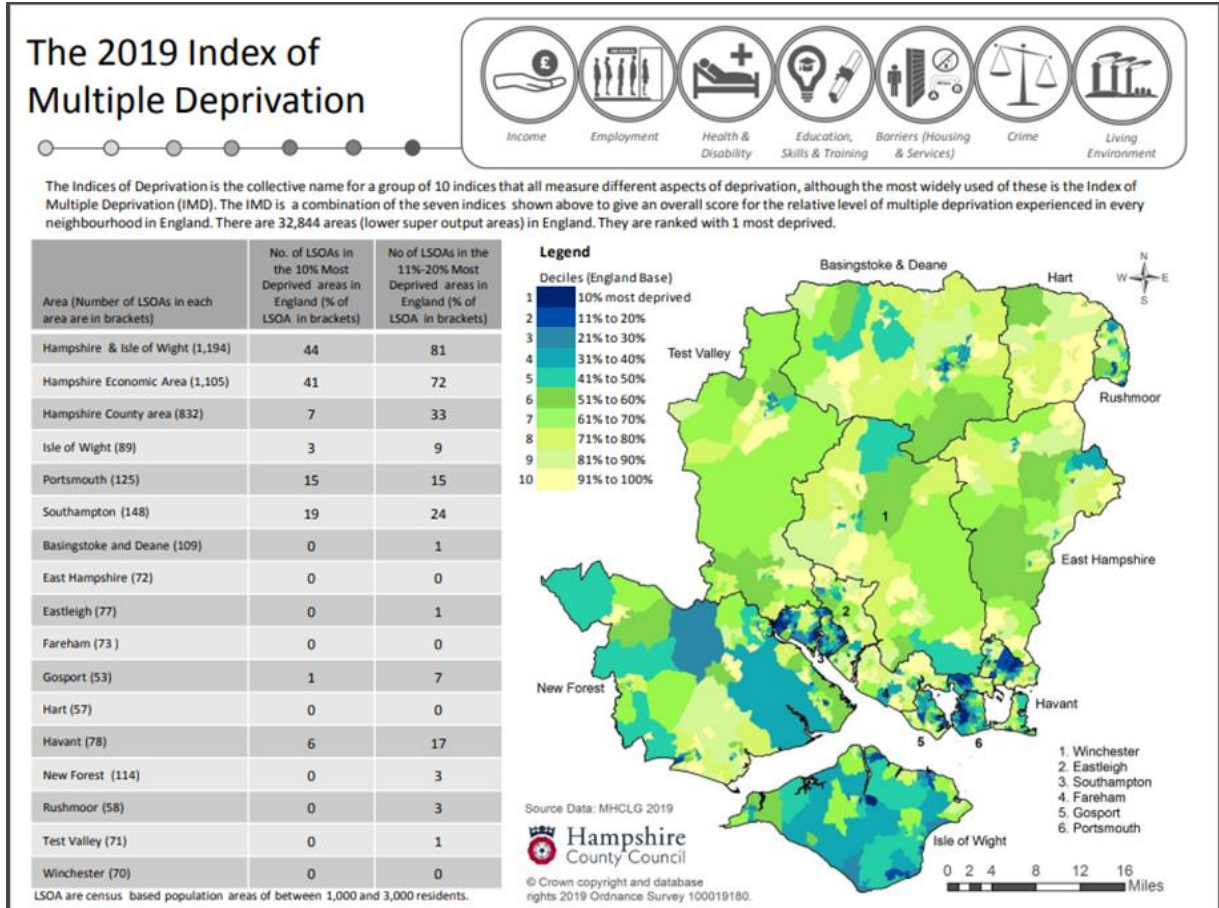 The 2019 Index of
Multiple Deprivation
£
JOB CENTRE
Income
Employment
Health &
Disability
Education,
Skills & Training
Barriers (Housing
& Services)
Crime
Living
Environment
The Indices of Deprivation is the collective name for a group of 10 indices that all measure different aspects of deprivation, although the most widely used of these is the Index of
Multiple Deprivation (IMD). The IMD is a combination of the seven indices shown above to give an overall score for the relative level of multiple deprivation experienced in every
neighbourhood in England. There are 32,844 areas (lower super output areas) in England. They are ranked with 1 most deprived.
Area (Number of LSOAs in each
area are in brackets)
No. of LSOAs in
the 10% Most
Deprived areas in
England (% of
LSOA in brackets)
No of LSOAs in the
11%-20% Most
Deprived areas in
England (% of
LSOA in brackets)
Hampshire & Isle of Wight (1,194) 44 81
Hampshire Economic Area (1,105) 41 72
Hampshire County area (832) 7 33
Isle of Wight (89) 3 9
Portsmouth (125) 15 15
Southampton (148) 19 24
Basingstoke and Deane (109) 0 1
East Hampshire (72) 0 0
Eastleigh (77) 0 1
Fareham (73 ) 0 0
Gosport (53) 1 7
Hart (57) 0 0
Havant (78) 6 17
New Forest (114) 0 3
Rushmoor (58) 0 3
Test Valley (71) 0 1
Winchester (70) 0 0
LSOA are census based population areas of between 1,000 and 3,000 residents.
Legend
Deciles (England Base)
1 10% most deprived
2 11% to 20%
3 21% to 30%
4 31% to 40%
5 41% to 50%
6 51% to 60%
7 61% to 70%
8 71% to 80%
9 81% to 90%
10 91% to 100%
Basingstoke & Deane
Hart
N
W E
S
Test Valley
Rushmoor
1
East Hampshire
2
3
New Forest
4
Havant
5
6
1. Winchester
2. Eastleigh
3. Southampton
4. Fareham
5. Gosport
6. Portsmouth
Isle of Wight
0 2 4 8 12 16
Miles
Source Data: MHCLG 2019
Hampshire
County Council
© Crown copyright and database
rights 2019 Ordnance Survey 100019180.